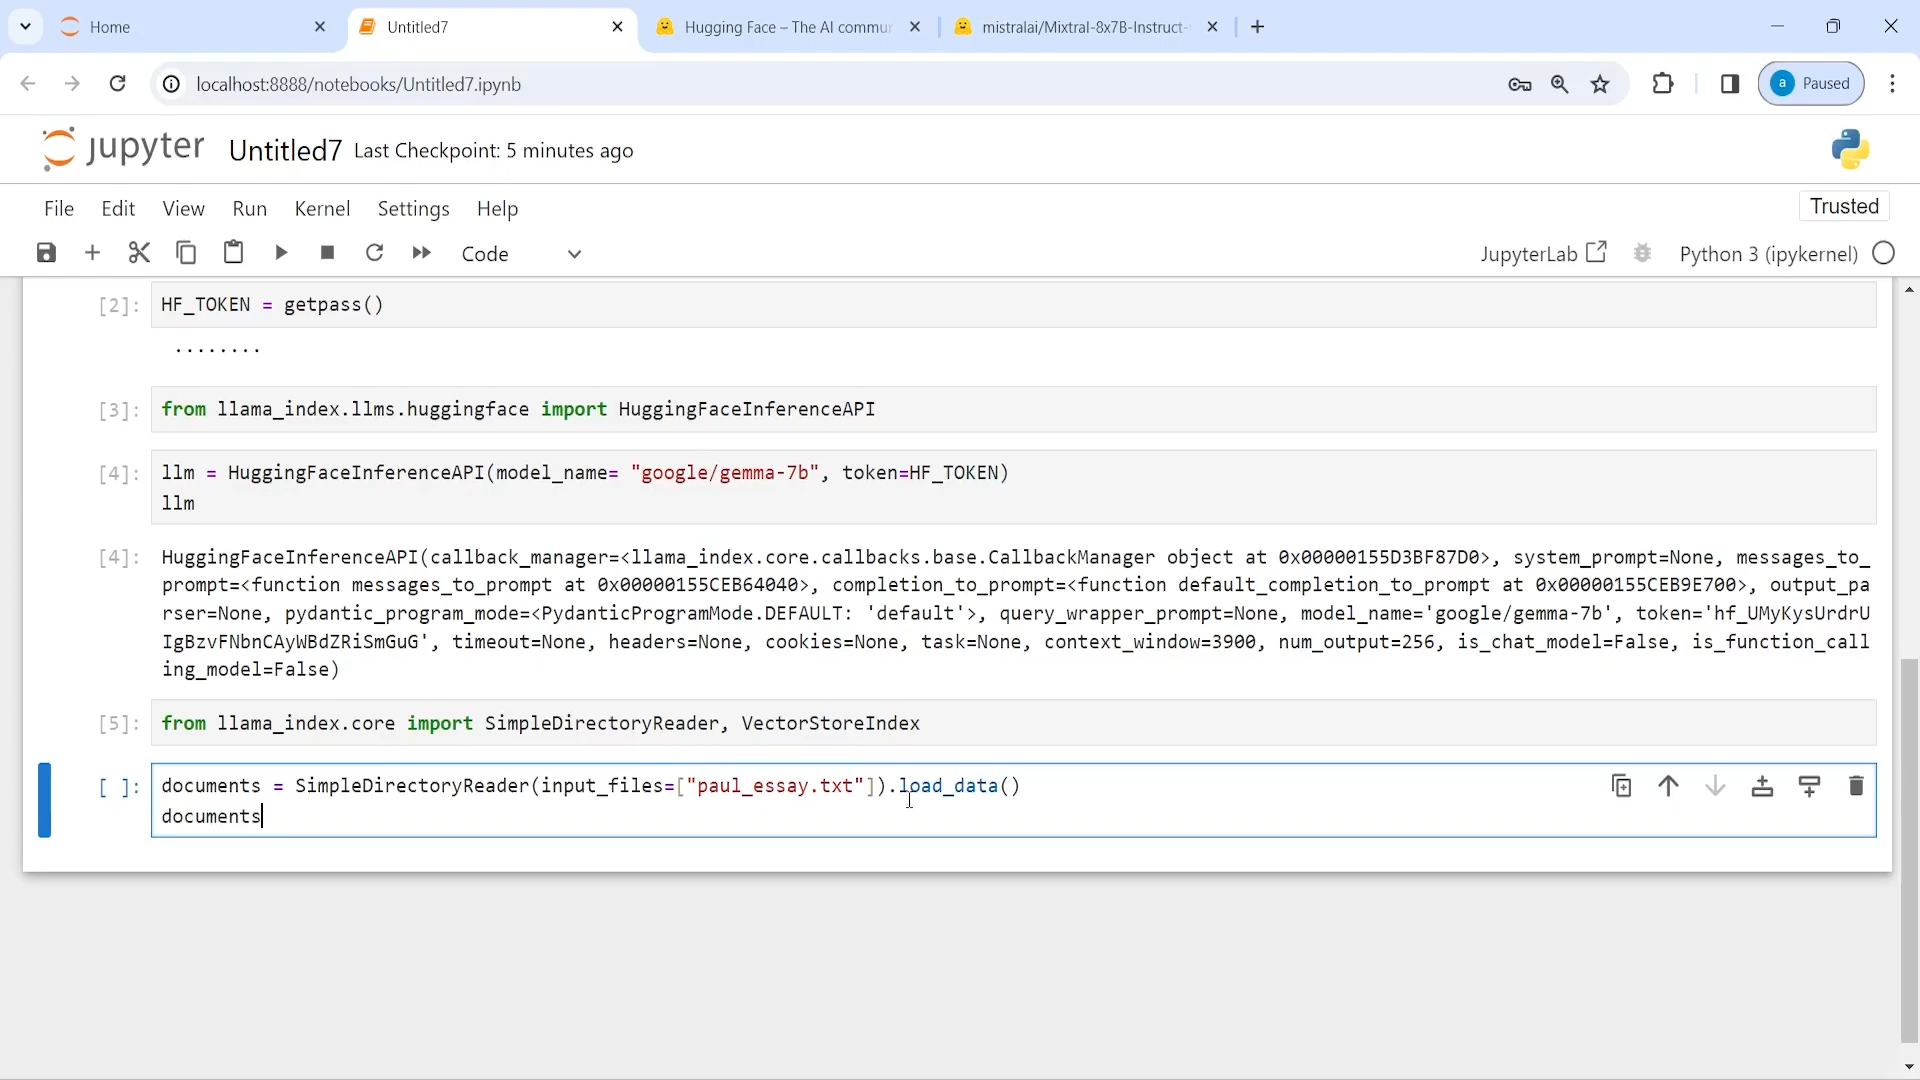 Home
Untitled7
Hugging Face – The AI commur
mistralai/Mixtral-8x7B-Instruct-
localhost:8888/notebooks/Untitled7.ipynb
a Paused
jupyter Untitled7 Last Checkpoint: 5 minutes ago
File Edit View Run Kernel Settings Help
Trusted
Code
JupyterLab
Python 3 (ipykernel)
[2]: HF_TOKEN = getpass()
········
[3]: from llama_index.llms.huggingface import HuggingFaceInferenceAPI
[4]: llm = HuggingFaceInferenceAPI(model_name= "google/gemma-7b", token=HF_TOKEN)
llm
[4]: HuggingFaceInferenceAPI(callback_manager=<llama_index.core.callbacks.base.CallbackManager object at 0x00000155D3BF87D0>, system_prompt=None, messages_to_
prompt=<function messages_to_prompt at 0x00000155CEB64040>, completion_to_prompt=<function default_completion_to_prompt at 0x00000155CEB9E700>, output_pa
rser=None, pydantic_program_mode=<PydanticProgramMode.DEFAULT: 'default'>, query_wrapper_prompt=None, model_name='google/gemma-7b', token='hf_UMyKysUrdrU
IgBzvFNbnCAyWBdZRiSmGuG', timeout=None, headers=None, cookies=None, task=None, context_window=3900, num_output=256, is_chat_model=False, is_function_call
ing_model=False)
[5]: from llama_index.core import SimpleDirectoryReader, VectorStoreIndex
[ ]: documents = SimpleDirectoryReader(input_files=["paul_essay.txt"]).load_data()
documents